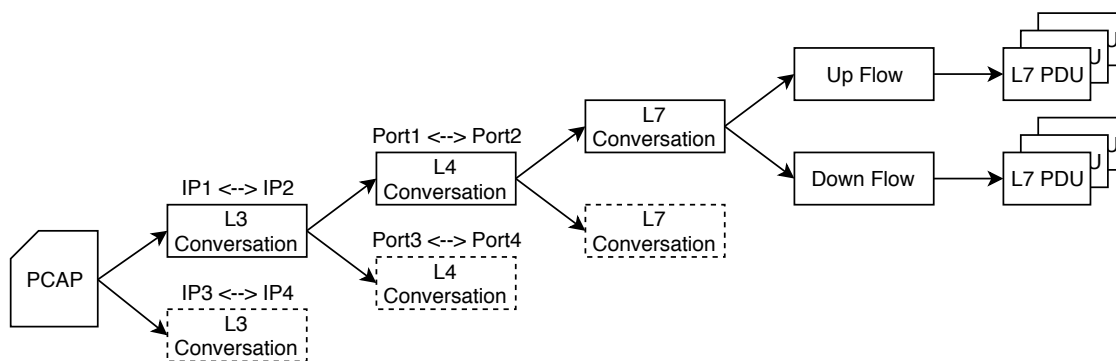 PCAP
IP1 <--> IP2
L3
Conversation
IP3 <--> IP4
L3
Conversation
Port1 <--> Port2
L4
Conversation
Port3 <--> Port4
L4
Conversation
L7
Conversation
L7
Conversation
Up Flow
L7 PDU
U
U
Down Flow
L7 PDU
U
U